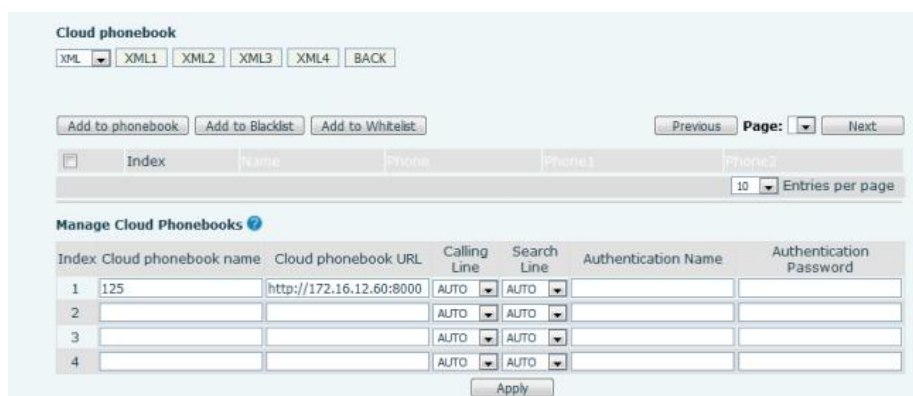 Cloud phonebook
XML XML1 XML2 XML3 XML4 BACK
Add to phonebook Add to Blacklist Add to Whitelist Previous Page: Next
Index Name Phone Phone1 Phone2
10 Entries per page
Manage Cloud Phonebooks ?
Index Cloud phonebook name Cloud phonebook URL Calling Line Search Line Authentication Name Authentication Password
1 125 http://172.16.12.60:8000 AUTO AUTO
2 AUTO AUTO
3 AUTO AUTO
4 AUTO AUTO
Apply